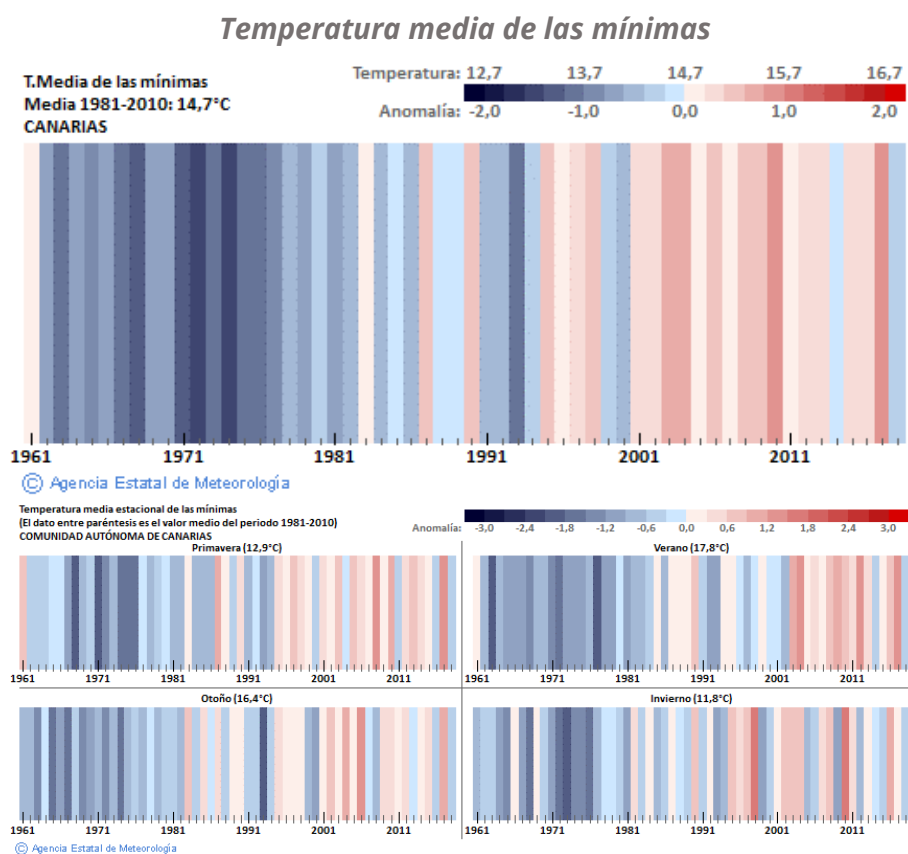 Temperatura media de las mínimas
T.Media de las mínimas
Media 1981-2010: 14,7°C
CANARIAS
Temperatura: 12,7 13,7 14,7 15,7 16,7
Anomalía: -2,0 -1,0 0,0 1,0 2,0
1961 1971 1981 1991 2001 2011
© Agencia Estatal de Meteorología
Temperatura media estacional de las mínimas
(El dato entre paréntesis es el valor medio del periodo 1981-2010)
COMUNIDAD AUTÓNOMA DE CANARIAS
Anomalía: -3,0 -2,4 -1,8 -1,2 -0,6 0,0 0,6 1,2 1,8 2,4 3,0
Primavera (12,9°C)
1961 1971 1981 1991 2001 2011
Verano (17,8°C)
1961 1971 1981 1991 2001 2011
Otoño (16,4°C)
1961 1971 1981 1991 2001 2011
Invierno (11,8°C)
1961 1971 1981 1991 2001 2011
© Agencia Estatal de Meteorología